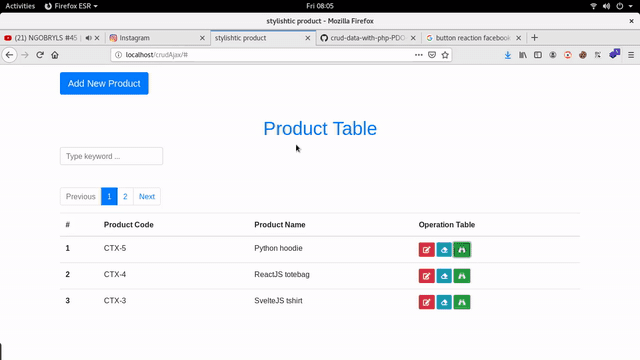 Activities Firefox ESR Fri 08:05
stylishtic product - Mozilla Firefox
(21) NGOBRYLS #45 Instagram stylishtic product crud-data-with-php-PDO button reaction facebook
localhost/crudAjax/#
Add New Product
Product Table
Type keyword ...
Previous 1 2 Next
# Product Code Product Name Operation Table
1 CTX-5 Python hoodie
2 CTX-4 ReactJS totebag
3 CTX-3 SvelteJS tshirt